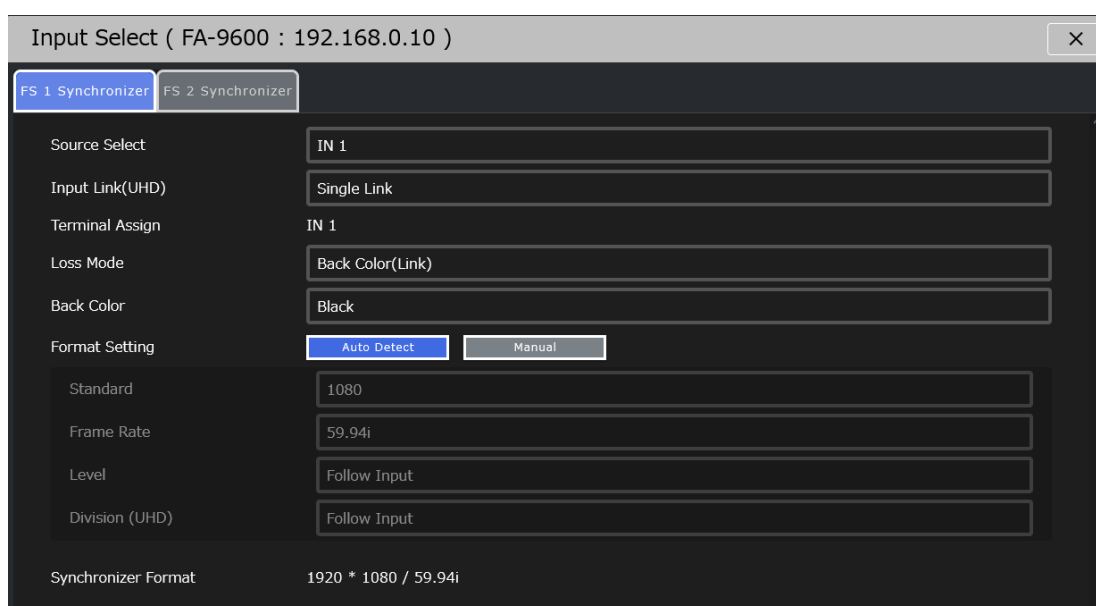 Input Select ( FA-9600 : 192.168.0.10 )
FS 1 Synchronizer FS 2 Synchronizer
Source Select IN 1
Input Link(UHD) Single Link
Terminal Assign IN 1
Loss Mode Back Color(Link)
Back Color Black
Format Setting Auto Detect Manual
Standard 1080
Frame Rate 59.94i
Level Follow Input
Division (UHD) Follow Input
Synchronizer Format 1920 * 1080 / 59.94i